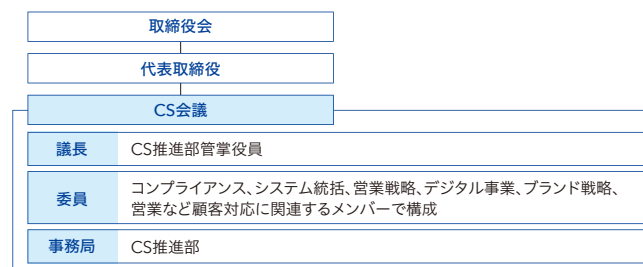 取締役会
代表取締役
CS会議
議長 CS推進部管掌役員
委員 コンプライアンス、システム統括、営業戦略、デジタル事業、ブランド戦略、
営業など顧客対応に関連するメンバーで構成
事務局 CS推進部